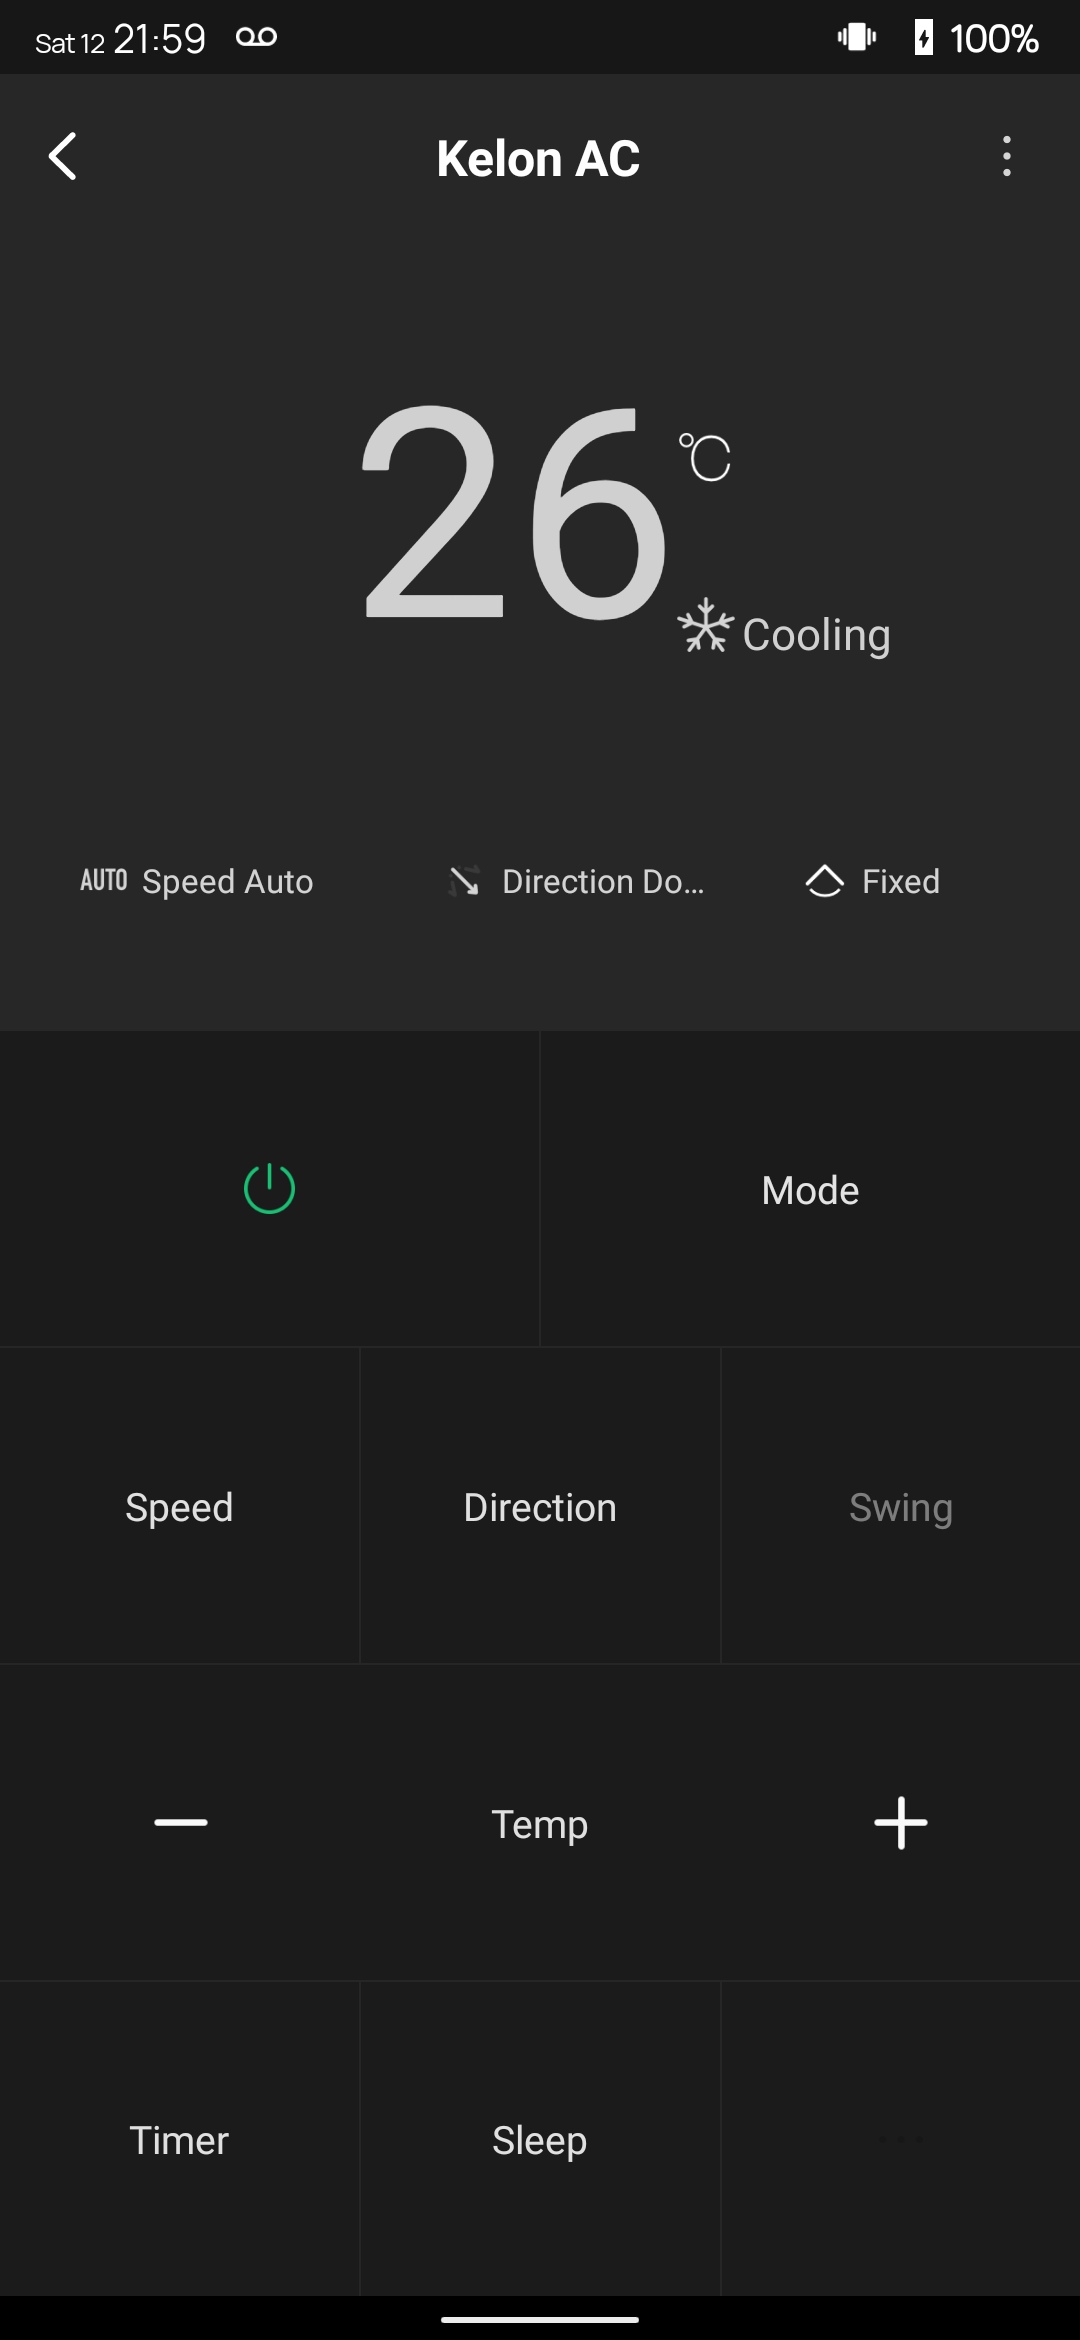 Sat 12 21:59 100%
Kelon AC
26 °C
Cooling
AUTO Speed Auto Direction Do... Fixed
Mode
Speed Direction Swing
Temp
Timer Sleep ...